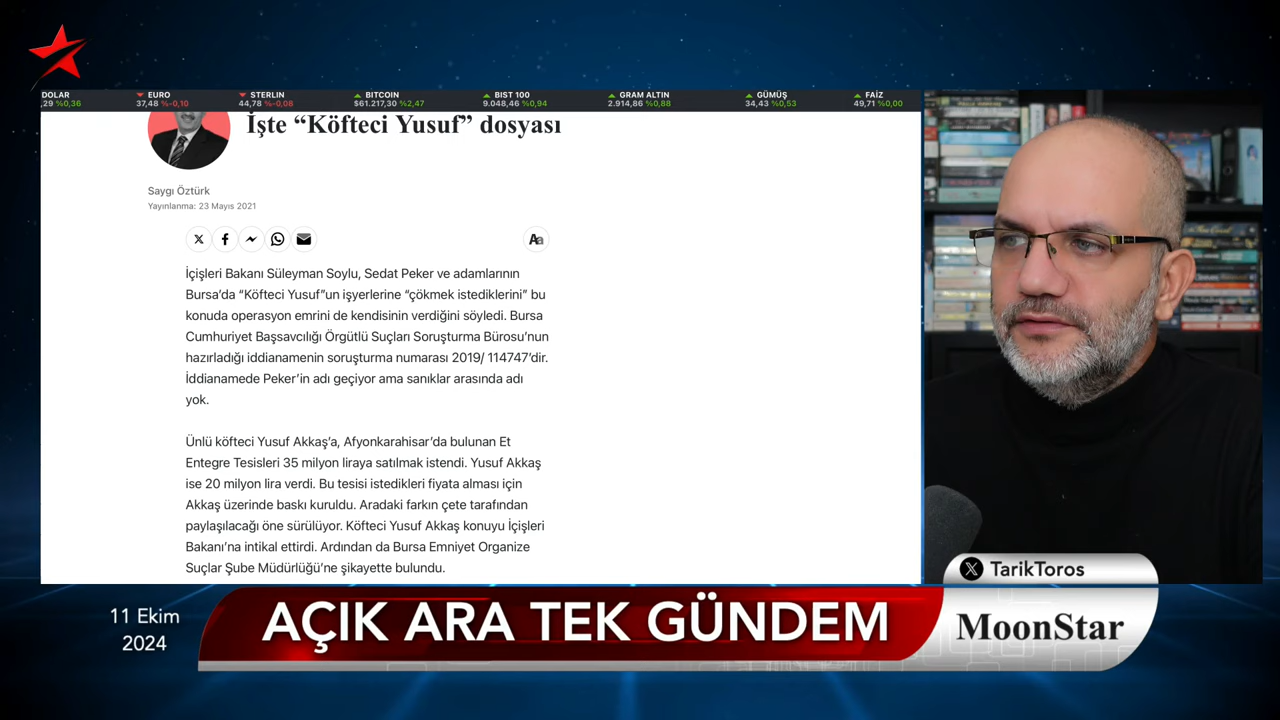 DOLAR
,29 %0,36
EURO
37,48 %-0,10
STERLIN
44,78 %-0,08
BITCOIN
$61.217,30 %2,47
BIST 100
9.048,46 %0,94
GRAM ALTIN
2.914,86 %0,88
GÜMÜŞ
34,43 %0,53
FAİZ
49,71 %0,00
İşte “Köfteci Yusuf” dosyası
Saygı Öztürk
Yayınlanma: 23 Mayıs 2021
Aa
İçişleri Bakanı Süleyman Soylu, Sedat Peker ve adamlarının
Bursa’da “Köfteci Yusuf”un işyerlerine “çökmek istediklerini” bu
konuda operasyon emrini de kendisinin verdiğini söyledi. Bursa
Cumhuriyet Başsavcılığı Örgütlü Suçları Soruşturma Bürosu’nun
hazırladığı iddianamenin soruşturma numarası 2019/ 114747’dir.
İddianamede Peker’in adı geçiyor ama sanıklar arasında adı
yok.
Ünlü köfteci Yusuf Akkaş’a, Afyonkarahisar’da bulunan Et
Entegre Tesisleri 35 milyon liraya satılmak istendi. Yusuf Akkaş
ise 20 milyon lira verdi. Bu tesisi istedikleri fiyata alması için
Akkaş üzerinde baskı kuruldu. Aradaki farkın çete tarafından
paylaşılacağı öne sürülüyor. Köfteci Yusuf Akkaş konuyu İçişleri
Bakanı’na intikal ettirdi. Ardından da Bursa Emniyet Organize
Suçlar Şube Müdürlüğü’ne şikayette bulundu.
X TarikToros
11 Ekim
2024
AÇIK ARA TEK GÜNDEM
MoonStar